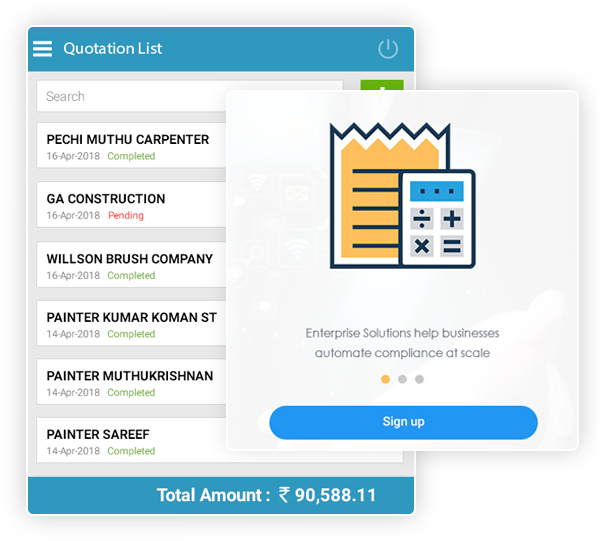 Quotation List
Search
PECHI MUTHU CARPENTER
16-Apr-2018 Completed
GA CONSTRUCTION
16-Apr-2018 Pending
WILLSON BRUSH COMPANY
16-Apr-2018 Completed
PAINTER KUMAR KOMAN ST
14-Apr-2018 Completed
PAINTER MUTHUKRISHNAN
14-Apr-2018 Completed
PAINTER SAREEF
14-Apr-2018 Completed
Total Amount : ₹ 90,588.11
Enterprise Solutions help businesses
automate compliance at scale
Sign up